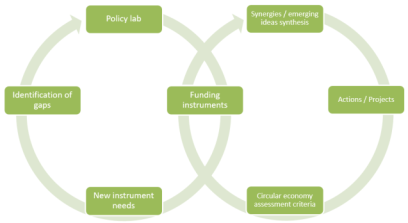 Policy lab
Synergies / emerging
ideas synthesis
Identification of
gaps
Funding
instruments
Actions / Projects
New instrument
needs
Circular economy
assessment criteria